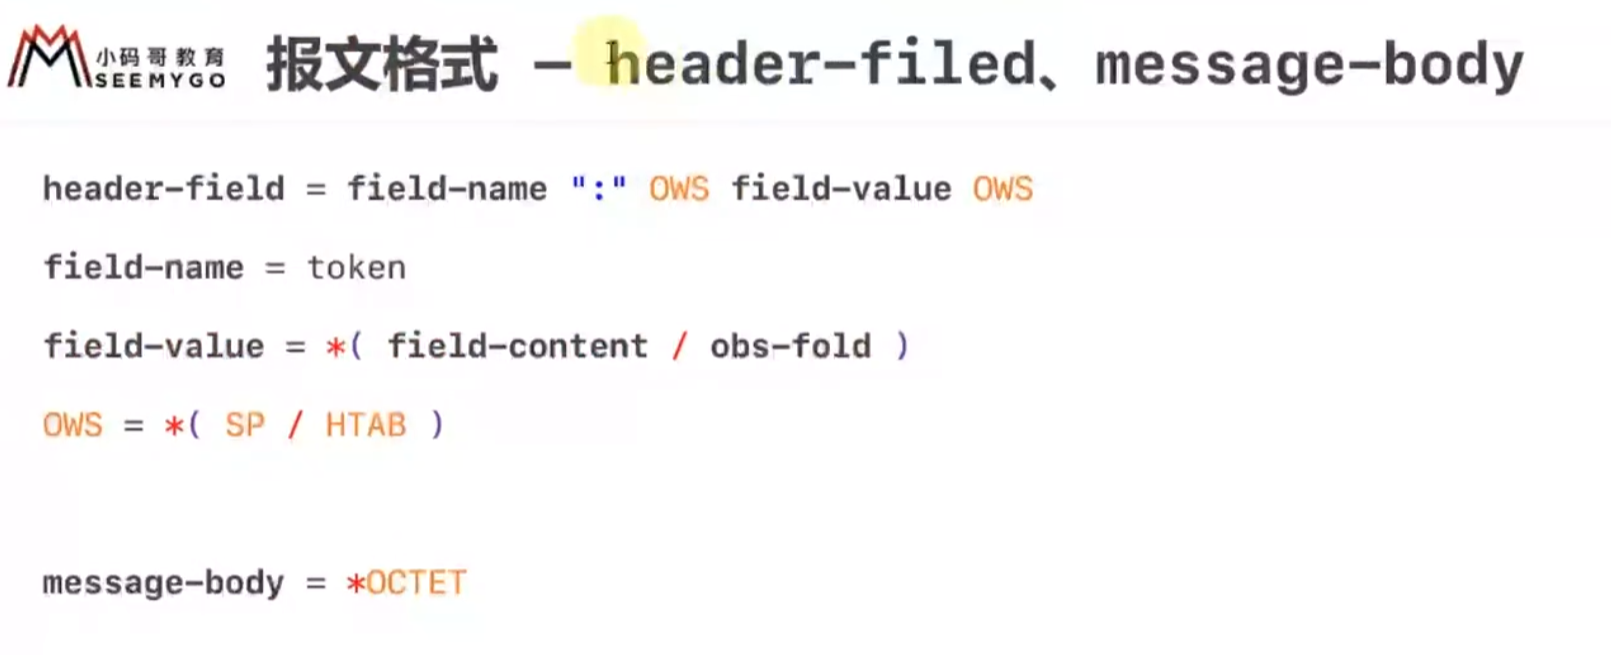 小码哥教育
SEEMYGO
报文格式 - header-filed、message-body
header-field = field-name ":" OWS field-value OWS
field-name = token
field-value = *( field-content / obs-fold )
OWS = *( SP / HTAB )
message-body = *OCTET